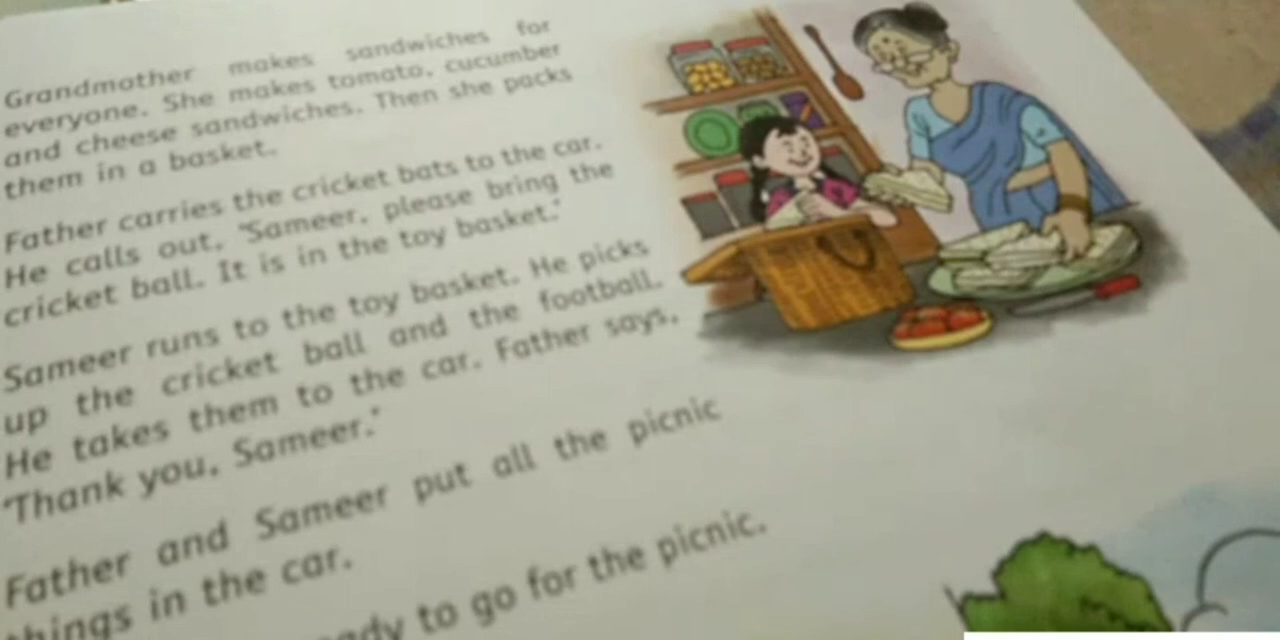 Grandmother makes sandwiches for
everyone. She makes tomato, cucumber
and cheese sandwiches. Then she packs
them in a basket.
Father carries the cricket bats to the car.
He calls out, 'Sameer, please bring the
cricket ball. It is in the toy basket.'
Sameer runs to the toy basket. He picks
up the cricket ball and the football.
He takes them to the car. Father says,
'Thank you, Sameer.'
Father and Sameer put all the picnic
things in the car.
to go for the picnic.